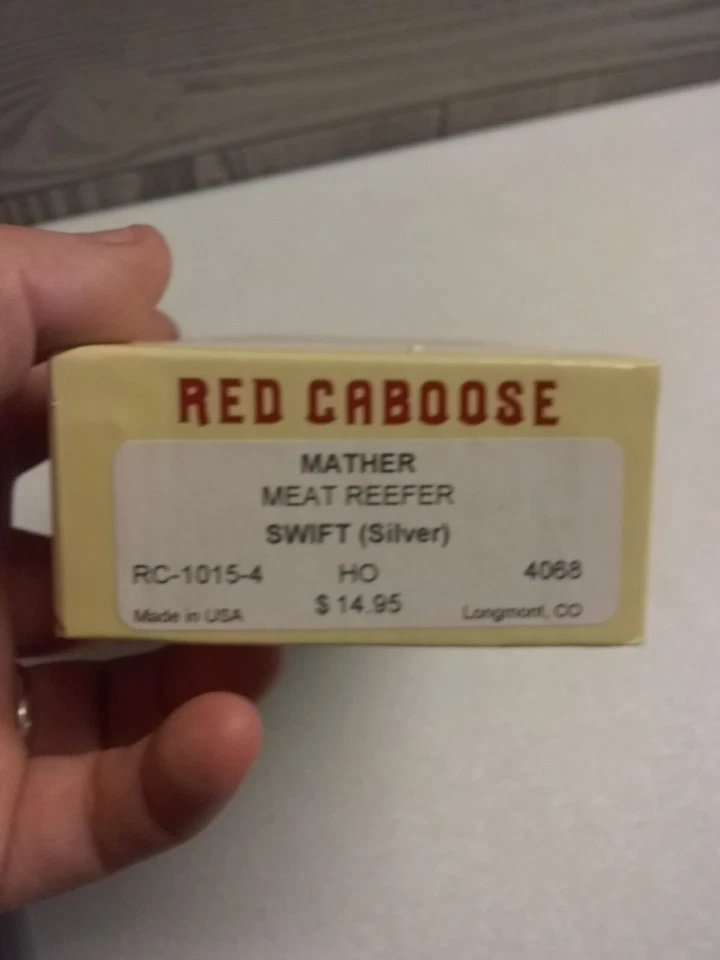 RED CABOOSE
MATHER
MEAT REEFER
SWIFT (Silver)
RC-1015-4 HO 4068
Made in USA $ 14.95 Longmont, CO